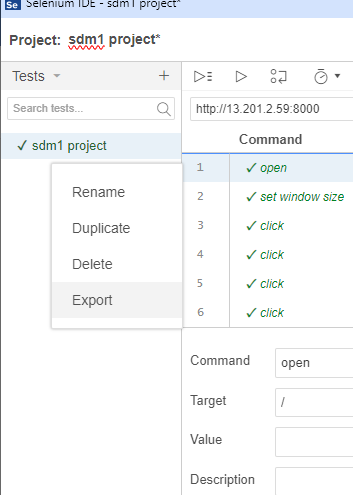 Se Selenium IDE - sdm1 project*
Project: sdm1 project*
Tests
+
Search tests...
http://13.201.2.59:8000
Command
✓ sdm1 project
1 ✓ open
2 ✓ set window size
3 ✓ click
4 ✓ click
5 ✓ click
6 ✓ click
Rename
Duplicate
Delete
Export
Command open
Target /
Value
Description